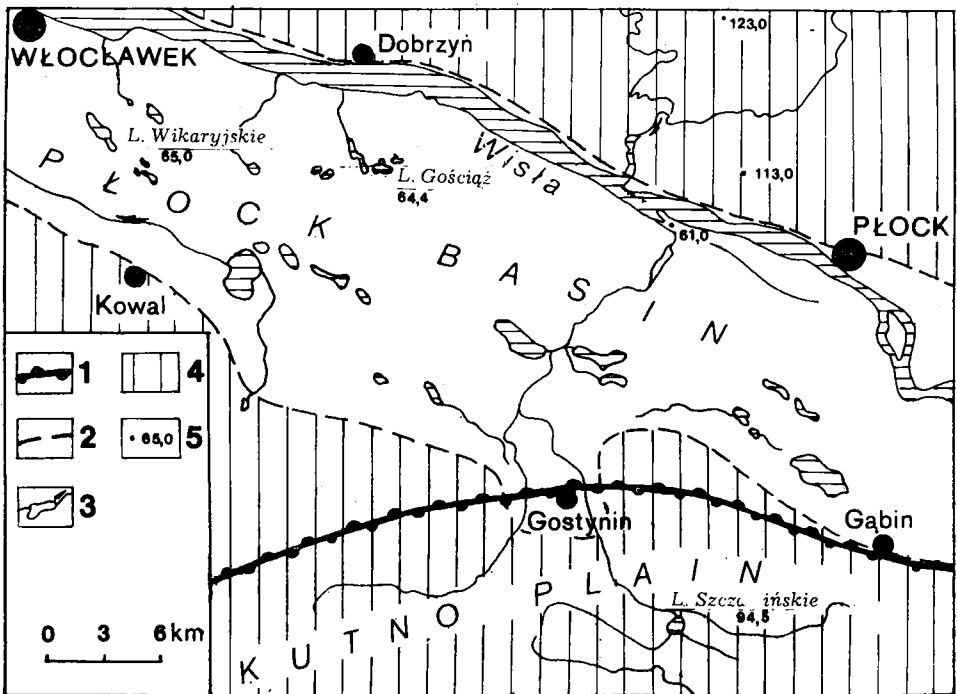 123,0
Dobrzyń
WŁOCŁAWEK
L. Wikaryjskie
65,0
Wisła
L. Gościąż
64,4
113,0
PŁOCK
61,0
PŁOCK BASIN
Kowal
1
4
2
65,0
5
3
Gostynin
Gąbin
KUTNO PLAIN
94,5
0 3 6 km